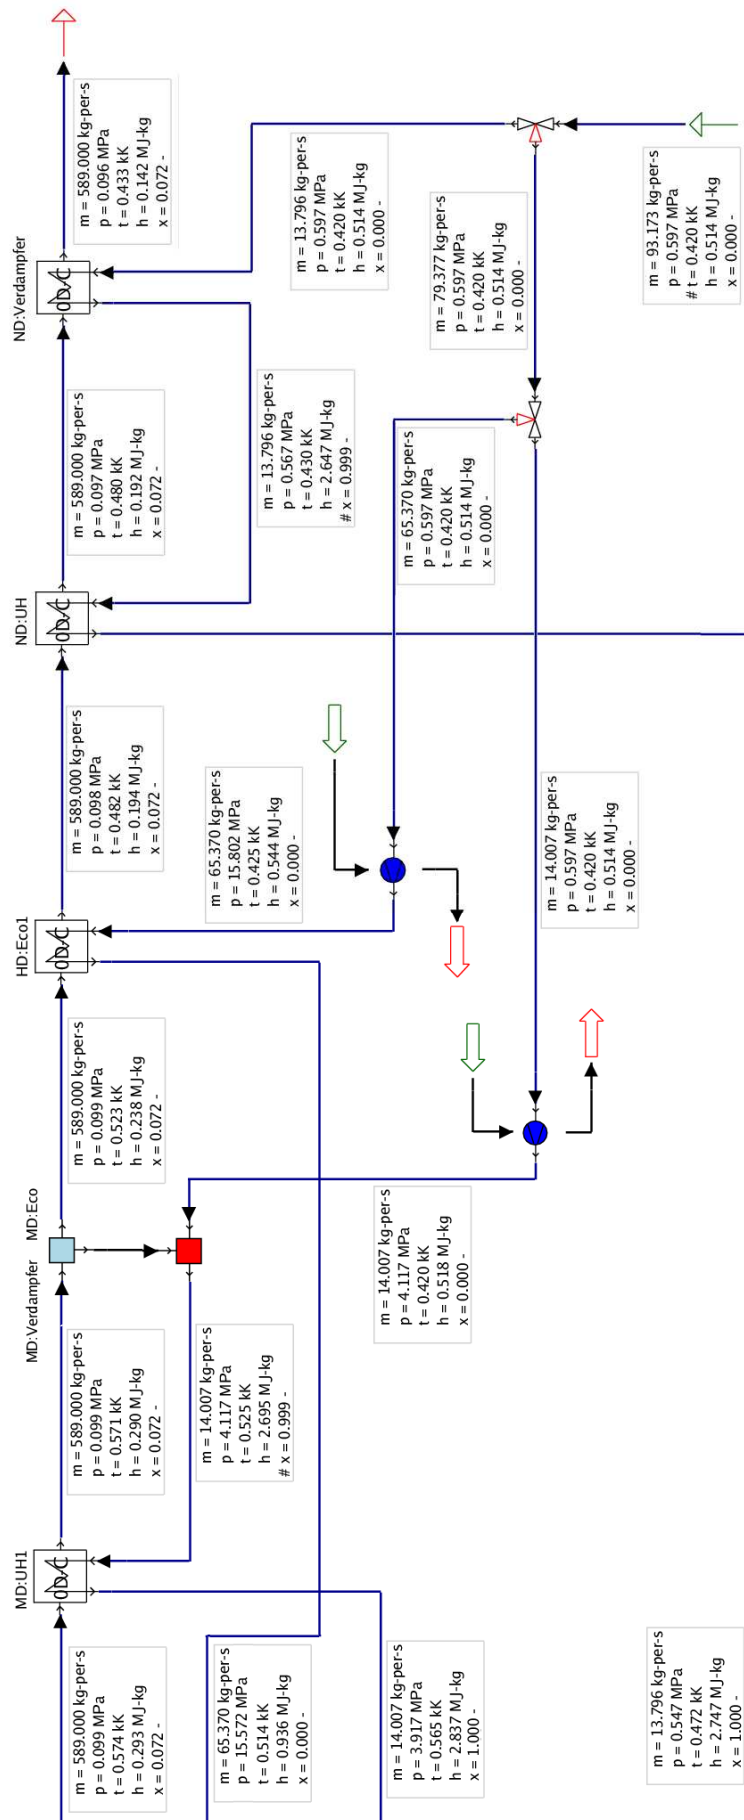 MD:UH1
MD:Verdampfer
MD:Eco
HD:Eco1
ND:UH
ND:Verdampfer
0D/C
0D/C
0D/C
0D/C
m = 589.000 kg-per-s
p = 0.099 MPa
t = 0.574 kK
h = 0.293 MJ-kg
x = 0.072 -
m = 589.000 kg-per-s
p = 0.099 MPa
t = 0.571 kK
h = 0.290 MJ-kg
x = 0.072 -
m = 589.000 kg-per-s
p = 0.099 MPa
t = 0.523 kK
h = 0.238 MJ-kg
x = 0.072 -
m = 589.000 kg-per-s
p = 0.098 MPa
t = 0.482 kK
h = 0.194 MJ-kg
x = 0.072 -
m = 589.000 kg-per-s
p = 0.097 MPa
t = 0.480 kK
h = 0.192 MJ-kg
x = 0.072 -
m = 589.000 kg-per-s
p = 0.096 MPa
t = 0.433 kK
h = 0.142 MJ-kg
x = 0.072 -
m = 65.370 kg-per-s
p = 15.572 MPa
t = 0.514 kK
h = 0.936 MJ-kg
x = 0.000 -
m = 14.007 kg-per-s
p = 4.117 MPa
t = 0.525 kK
h = 2.695 MJ-kg
# x = 0.999 -
m = 65.370 kg-per-s
p = 15.802 MPa
t = 0.425 kK
h = 0.544 MJ-kg
x = 0.000 -
m = 13.796 kg-per-s
p = 0.567 MPa
t = 0.430 kK
h = 2.647 MJ-kg
# x = 0.999 -
m = 13.796 kg-per-s
p = 0.597 MPa
t = 0.420 kK
h = 0.514 MJ-kg
x = 0.000 -
m = 14.007 kg-per-s
p = 3.917 MPa
t = 0.565 kK
h = 2.837 MJ-kg
x = 1.000 -
m = 14.007 kg-per-s
p = 4.117 MPa
t = 0.420 kK
h = 0.518 MJ-kg
x = 0.000 -
m = 65.370 kg-per-s
p = 0.597 MPa
t = 0.420 kK
h = 0.514 MJ-kg
x = 0.000 -
m = 79.377 kg-per-s
p = 0.597 MPa
t = 0.420 kK
h = 0.514 MJ-kg
x = 0.000 -
m = 14.007 kg-per-s
p = 0.597 MPa
t = 0.420 kK
h = 0.514 MJ-kg
x = 0.000 -
m = 13.796 kg-per-s
p = 0.547 MPa
t = 0.472 kK
h = 2.747 MJ-kg
x = 1.000 -
m = 93.173 kg-per-s
p = 0.597 MPa
# t = 0.420 kK
h = 0.514 MJ-kg
x = 0.000 -